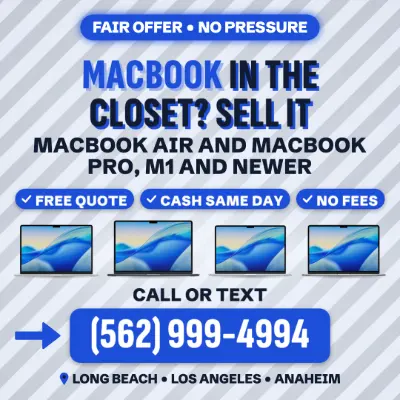 FAIR OFFER • NO PRESSURE
MACBOOK IN THE
CLOSET? SELL IT
MACBOOK AIR AND MACBOOK
PRO, M1 AND NEWER
✓ FREE QUOTE ✓ CASH SAME DAY ✓ NO FEES
CALL OR TEXT
(562) 999-4994
LONG BEACH • LOS ANGELES • ANAHEIM